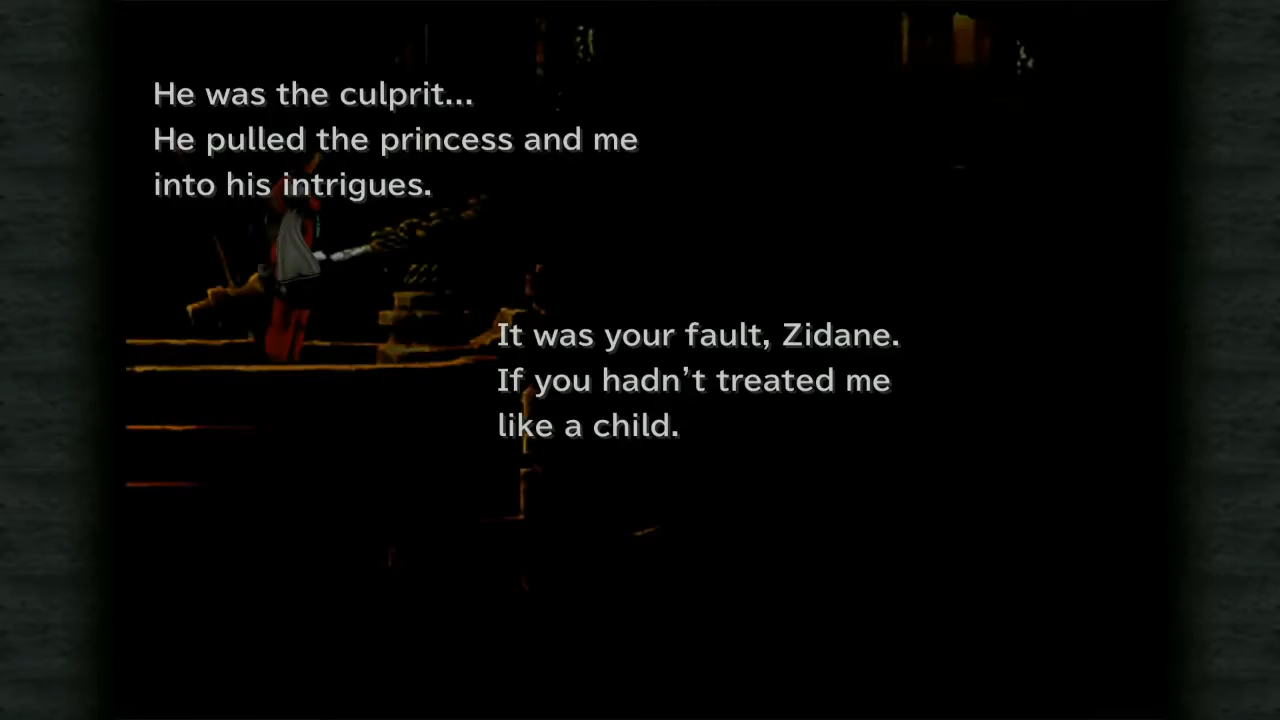 He was the culprit...
He pulled the princess and me
into his intrigues.
It was your fault, Zidane.
If you hadn't treated me
like a child.